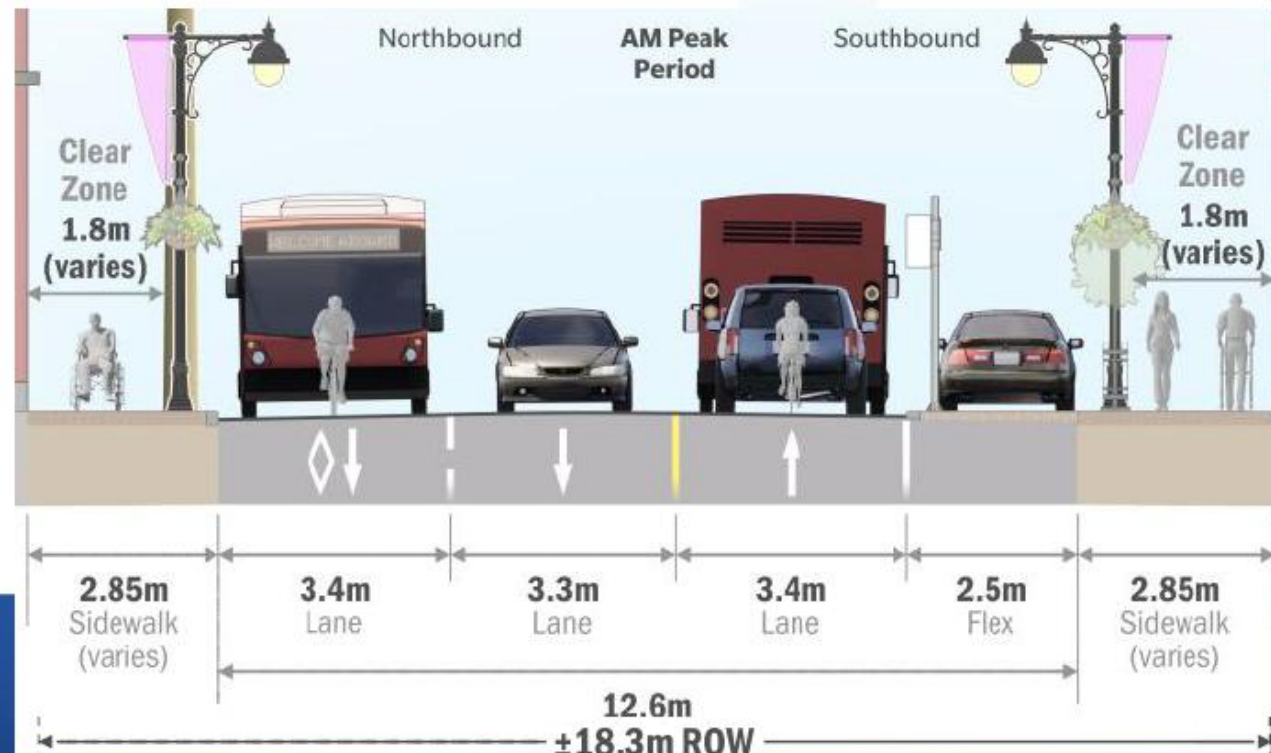 Northbound
AM Peak
Period
Southbound
Clear
Zone
1.8m
(varies)
Clear
Zone
1.8m
(varies)
WELCOME ABOARD
2.85m
Sidewalk
(varies)
3.4m
Lane
3.3m
Lane
3.4m
Lane
2.5m
Flex
2.85m
Sidewalk
(varies)
12.6m
±18.3m ROW